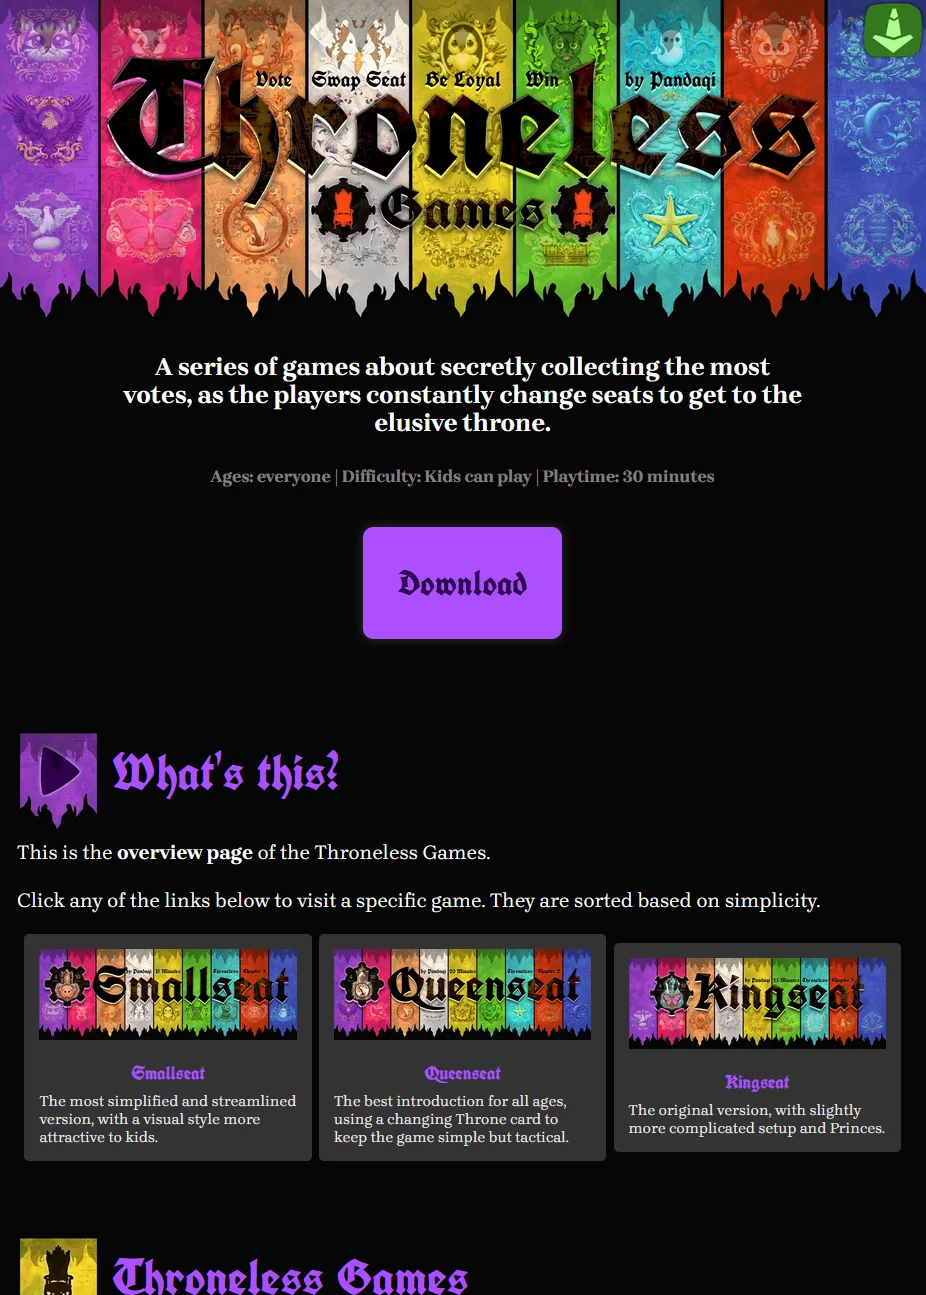 Vote Swap Seat Be Loyal Win by Pandaqi
Throneless
Games
A series of games about secretly collecting the most
votes, as the players constantly change seats to get to the
elusive throne.
Ages: everyone | Difficulty: Kids can play | Playtime: 30 minutes
Download
What's this?
This is the overview page of the Throneless Games.
Click any of the links below to visit a specific game. They are sorted based on simplicity.
by Pandaqi 15 Minutes Throneless Chapter 3
Smallseat
Smallseat
The most simplified and streamlined
version, with a visual style more
attractive to kids.
by Pandaqi 20 Minutes Throneless Chapter 2
Queenseat
Queenseat
The best introduction for all ages,
using a changing Throne card to
keep the game simple but tactical.
by Pandaqi 25 Minutes Throneless
Kingseat
Kingseat
The original version, with slightly
more complicated setup and Princes.
Throneless Games